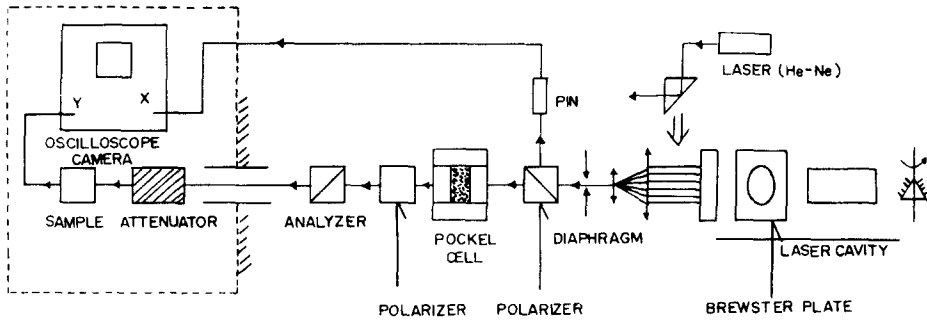 LASER (He-Ne)
PIN
Y X
OSCILLOSCOPE
CAMERA
SAMPLE ATTENUATOR
ANALYZER
POCKEL
CELL
DIAPHRAGM
LASER CAVITY
POLARIZER POLARIZER
BREWSTER PLATE